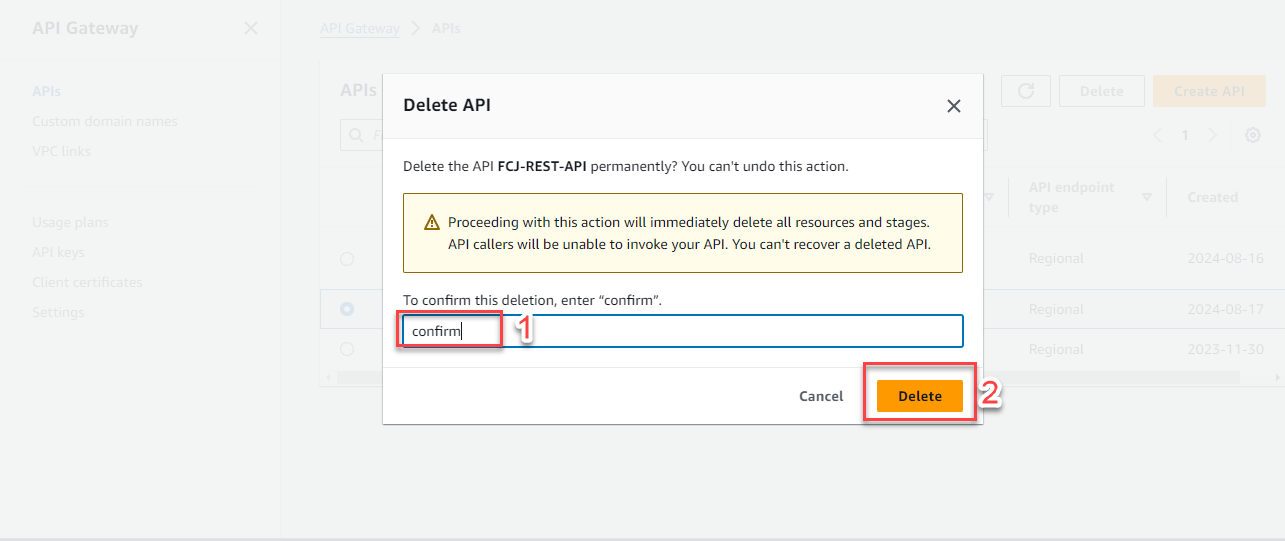 API Gateway
API Gateway
APIs
APIs
Custom domain names
VPC links
Usage plans
API keys
Client certificates
Settings
APIs
Delete
Create API
1
API endpoint
type
Created
Regional
2024-08-16
Regional
2024-08-17
Regional
2023-11-30
Delete API
Delete the API FCJ-REST-API permanently? You can't undo this action.
Proceeding with this action will immediately delete all resources and stages.
API callers will be unable to invoke your API. You can't recover a deleted API.
To confirm this deletion, enter “confirm”.
confirm
1
Cancel
Delete
2